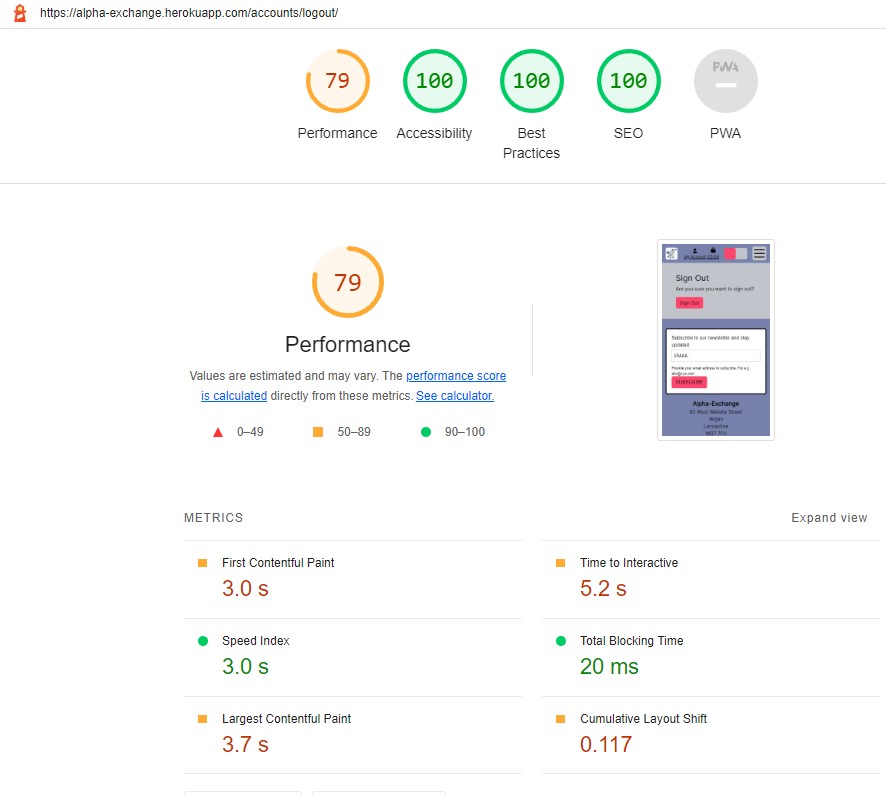 https://alpha-exchange.herokuapp.com/accounts/logout/
79
100
100
100
PWA
Performance
Accessibility
Best
Practices
SEO
PWA
79
Performance
Values are estimated and may vary. The performance score
is calculated directly from these metrics. See calculator.
0–49
50–89
90–100
Sign Out
Are you sure you want to sign out?
Sign Out
Subscribe to our newsletter and stay
updated
EMAIL
SUBSCRIBE
Alpha-Exchange
Wigan
Lancashire
METRICS
Expand view
First Contentful Paint
3.0 s
Time to Interactive
5.2 s
Speed Index
3.0 s
Total Blocking Time
20 ms
Largest Contentful Paint
3.7 s
Cumulative Layout Shift
0.117